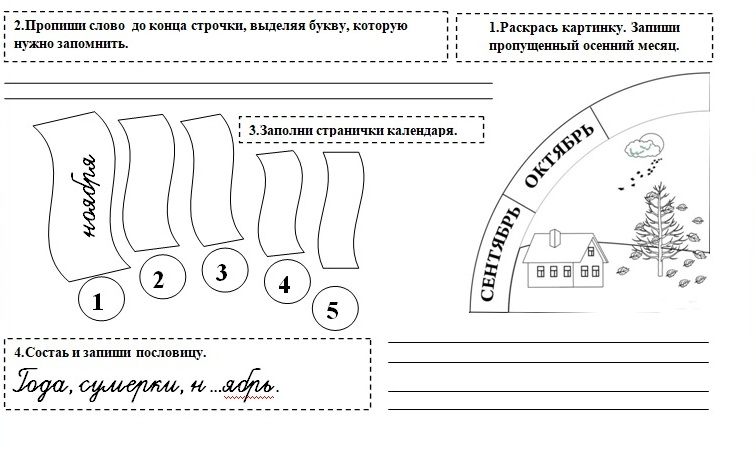 2.Пропиши слово до конца строчки, выделяя букву, которую
нужно запомнить.
1.Раскрась картинку. Запиши
пропущенный осенний месяц.
3.Заполни странички календаря.
ноября
1
2
3
4
5
СЕНТЯБРЬ
ОКТЯБРЬ
4.Составь и запиши пословицу.
Года, сумерки, н ...ябрь.